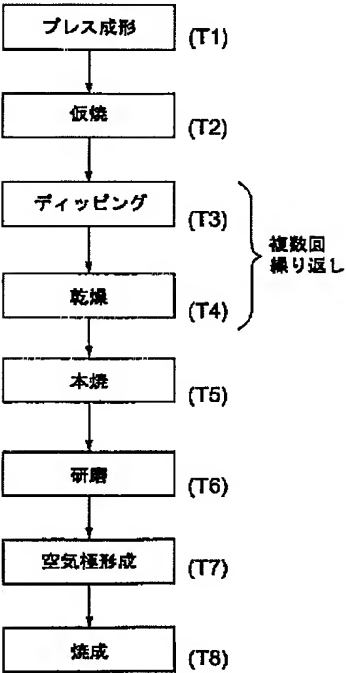 プレス成形 (T1)
仮焼 (T2)
ディッピング (T3)
複数回
繰り返し
乾燥 (T4)
本焼 (T5)
研磨 (T6)
空気極形成 (T7)
焼成 (T8)